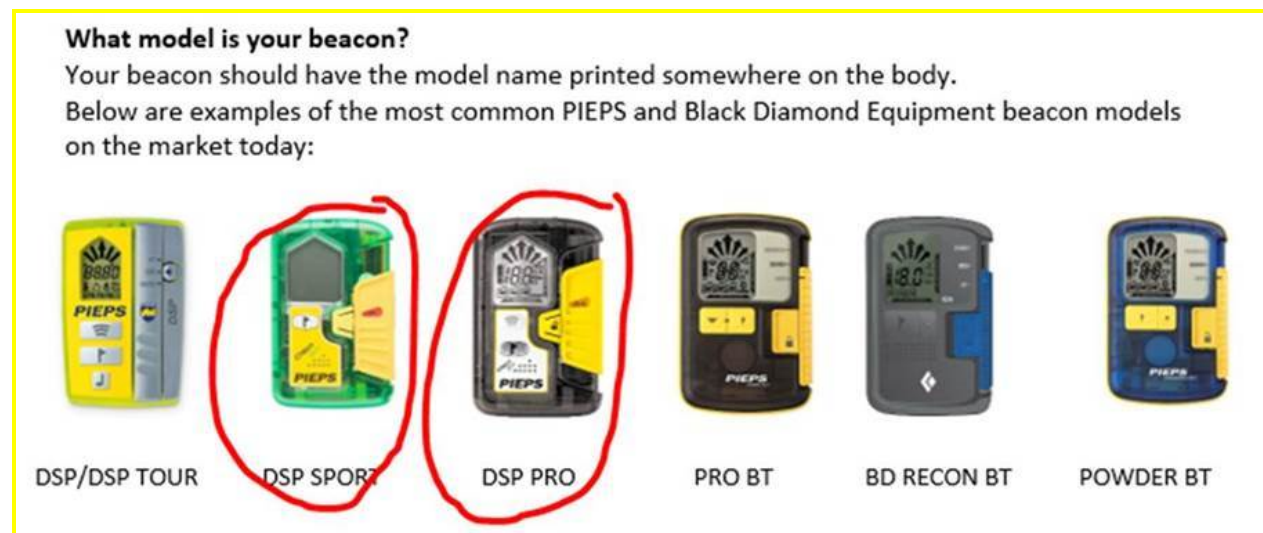 What model is your beacon?
Your beacon should have the model name printed somewhere on the body.
Below are examples of the most common PIEPS and Black Diamond Equipment beacon models
on the market today:
PIEPS
DSP
PIEPS
PIEPS
PIEPS
PIEPS
DSP/DSP TOUR
DSP SPORT
DSP PRO
PRO BT
BD RECON BT
POWDER BT